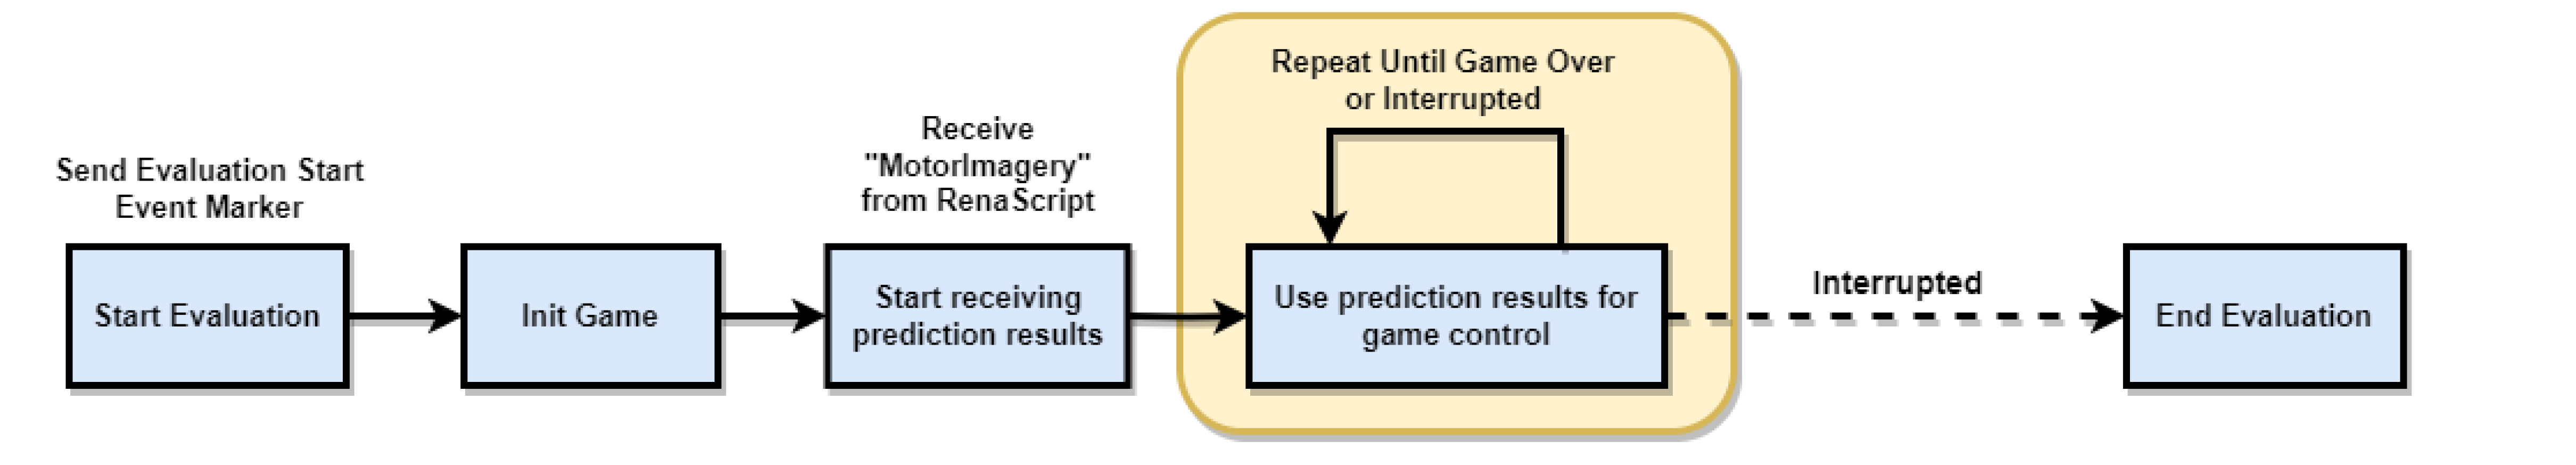 Send Evaluation Start
Event Marker
Start Evaluation
Init Game
Receive
"MotorImagery"
from RenaScript
Start receiving
prediction results
Repeat Until Game Over
or Interrupted
Use prediction results for
game control
Interrupted
End Evaluation